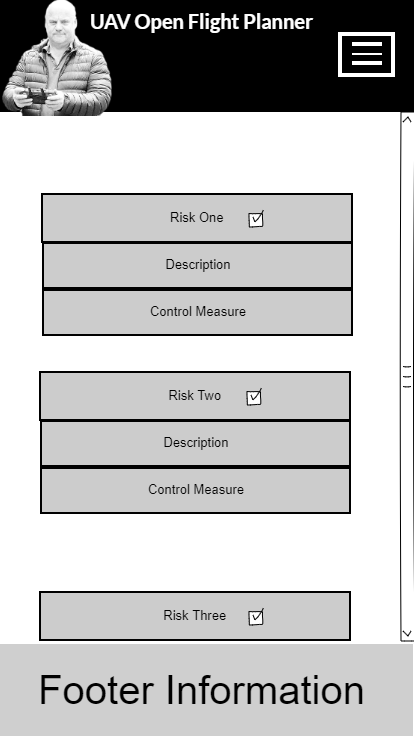 UAV Open Flight Planner
Risk One
Description
Control Measure
Risk Two
Description
Control Measure
Risk Three
Footer Information